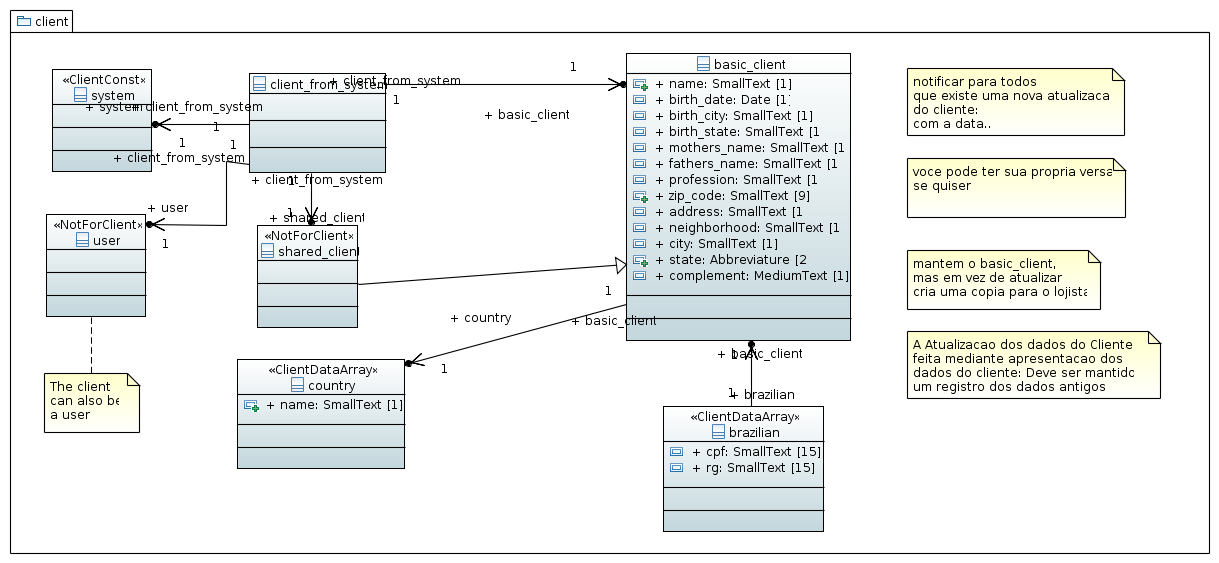 client
«ClientConst»
system
client_from_system
+ client_from_system
1
+ basic_client
1
+ system
+ client_from_system
1
1
1
+ client_from_system
+ client_from_system
1
1
+ shared_client
+ user
1
«NotForClient»
user
«NotForClient»
shared_client
The client
can also be
a user
basic_client
+ name: SmallText [1]
+ birth_date: Date [1]
+ birth_city: SmallText [1]
+ birth_state: SmallText [1
+ mothers_name: SmallText [1
+ fathers_name: SmallText [1
+ profession: SmallText [1
+ zip_code: SmallText [9]
+ address: SmallText [1
+ neighborhood: SmallText [1
+ city: SmallText [1]
+ state: Abbreviature [2
+ complement: MediumText [1]
1
+ basic_client
+ country
1
«ClientDataArray»
country
+ name: SmallText [1]
+ basic_client
1
1
+ brazilian
«ClientDataArray»
brazilian
+ cpf: SmallText [15]
+ rg: SmallText [15]
notificar para todos
que existe uma nova atualizaca
do cliente:
com a data..
voce pode ter sua propria versa
se quiser
mantem o basic_client,
mas em vez de atualizar
cria uma copia para o lojista
A Atualizacao dos dados do Cliente
feita mediante apresentacao dos
dados do cliente: Deve ser mantido
um registro dos dados antigos